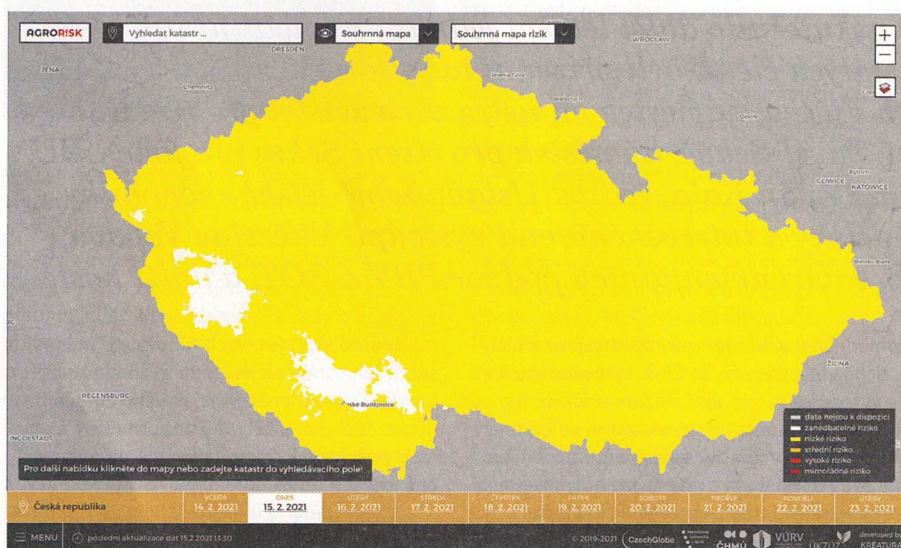 AGRORISK
Vyhledat katastr ...
Souhrnná mapa
Souhrnná mapa rizik
WROCŁAW
DRESDEN
JENA
Chemnitz
Jelenia Góra
Wałbrzych
Opole
Bytom
GLIWICE
KATOWICE
Bielsko-Biała
ŽILINA
České Budějovice
REGENSBURG
INGOLSTADT
data nejsou k dispozici
zanedbatelné riziko
nízké riziko
střední riziko
vysoké riziko
mimořádné riziko
Pro další nabídku klikněte do mapy nebo zadejte katastr do vyhledávacího pole!
Česká republika
VČERA
14. 2. 2021
DNES
15. 2. 2021
ÚTERÝ
16. 2. 2021
STŘEDA
17. 2. 2021
ČTVRTEK
18. 2. 2021
PÁTEK
19. 2. 2021
SOBOTA
20. 2. 2021
NEDĚLE
21. 2. 2021
PONDĚLÍ
22. 2. 2021
ÚTERÝ
23. 2. 2021
MENU
poslední aktualizace dat 15.2.2021 13:30
© 2019-2021
CzechGlobe
ČHMÚ
VÚRV
ÚKZÚZ
developed by
KREATURA